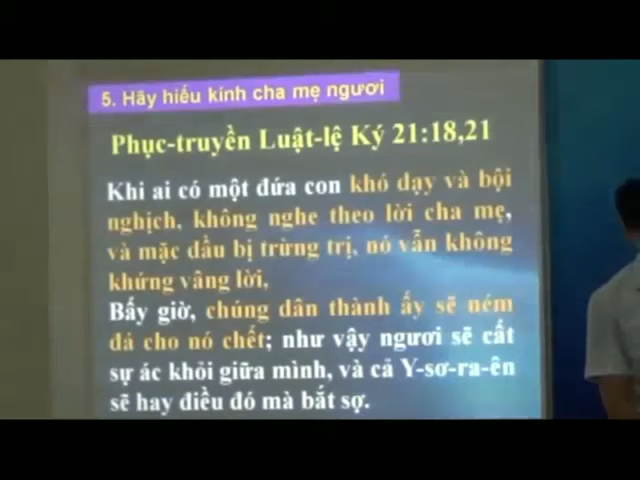 5. Hãy hiếu kính cha mẹ ngươi
Phục-truyền Luật-lệ Ký 21:18,21
Khi ai có một đứa con khó dạy và bội
nghịch, không nghe theo lời cha mẹ,
và mặc dầu bị trừng trị, nó vẫn không
khứng vâng lời,
Bấy giờ, chúng dân thành ấy sẽ ném
đá cho nó chết; như vậy ngươi sẽ cất
sự ác khỏi giữa mình, và cả Y-sơ-ra-ên
sẽ hay điều đó mà bắt sợ.